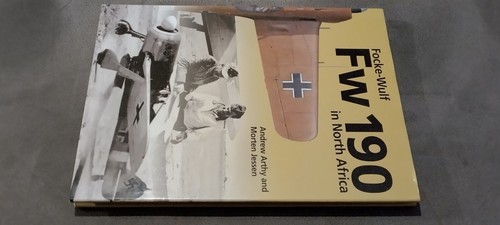 Focke-Wulf
Fw 190
in North Africa
Andrew Arthy and
Morten Jessen